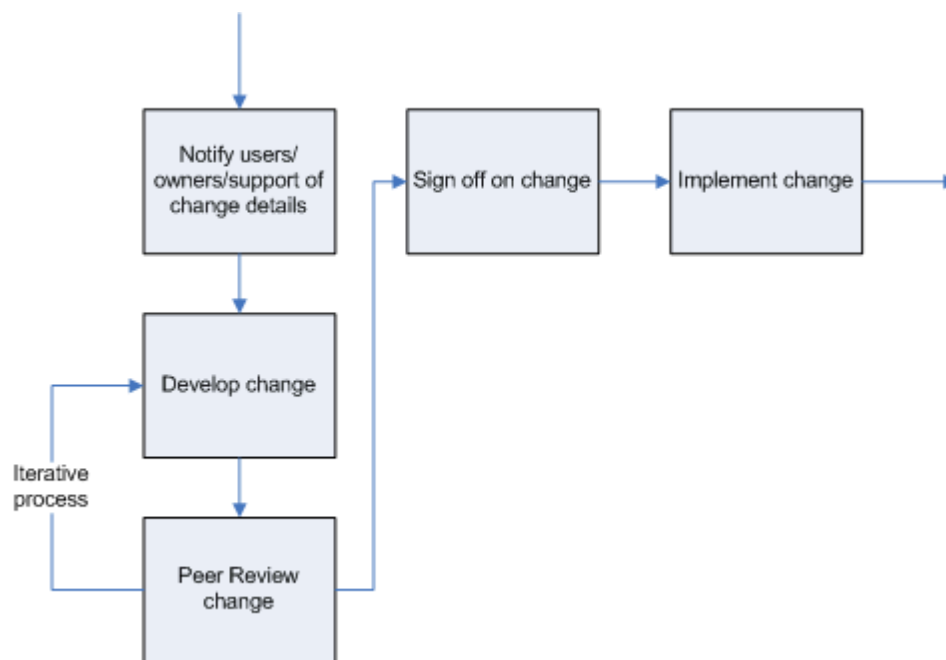 Notify users/
owners/support of
change details
Sign off on change
Implement change
Develop change
Iterative
process
Peer Review
change